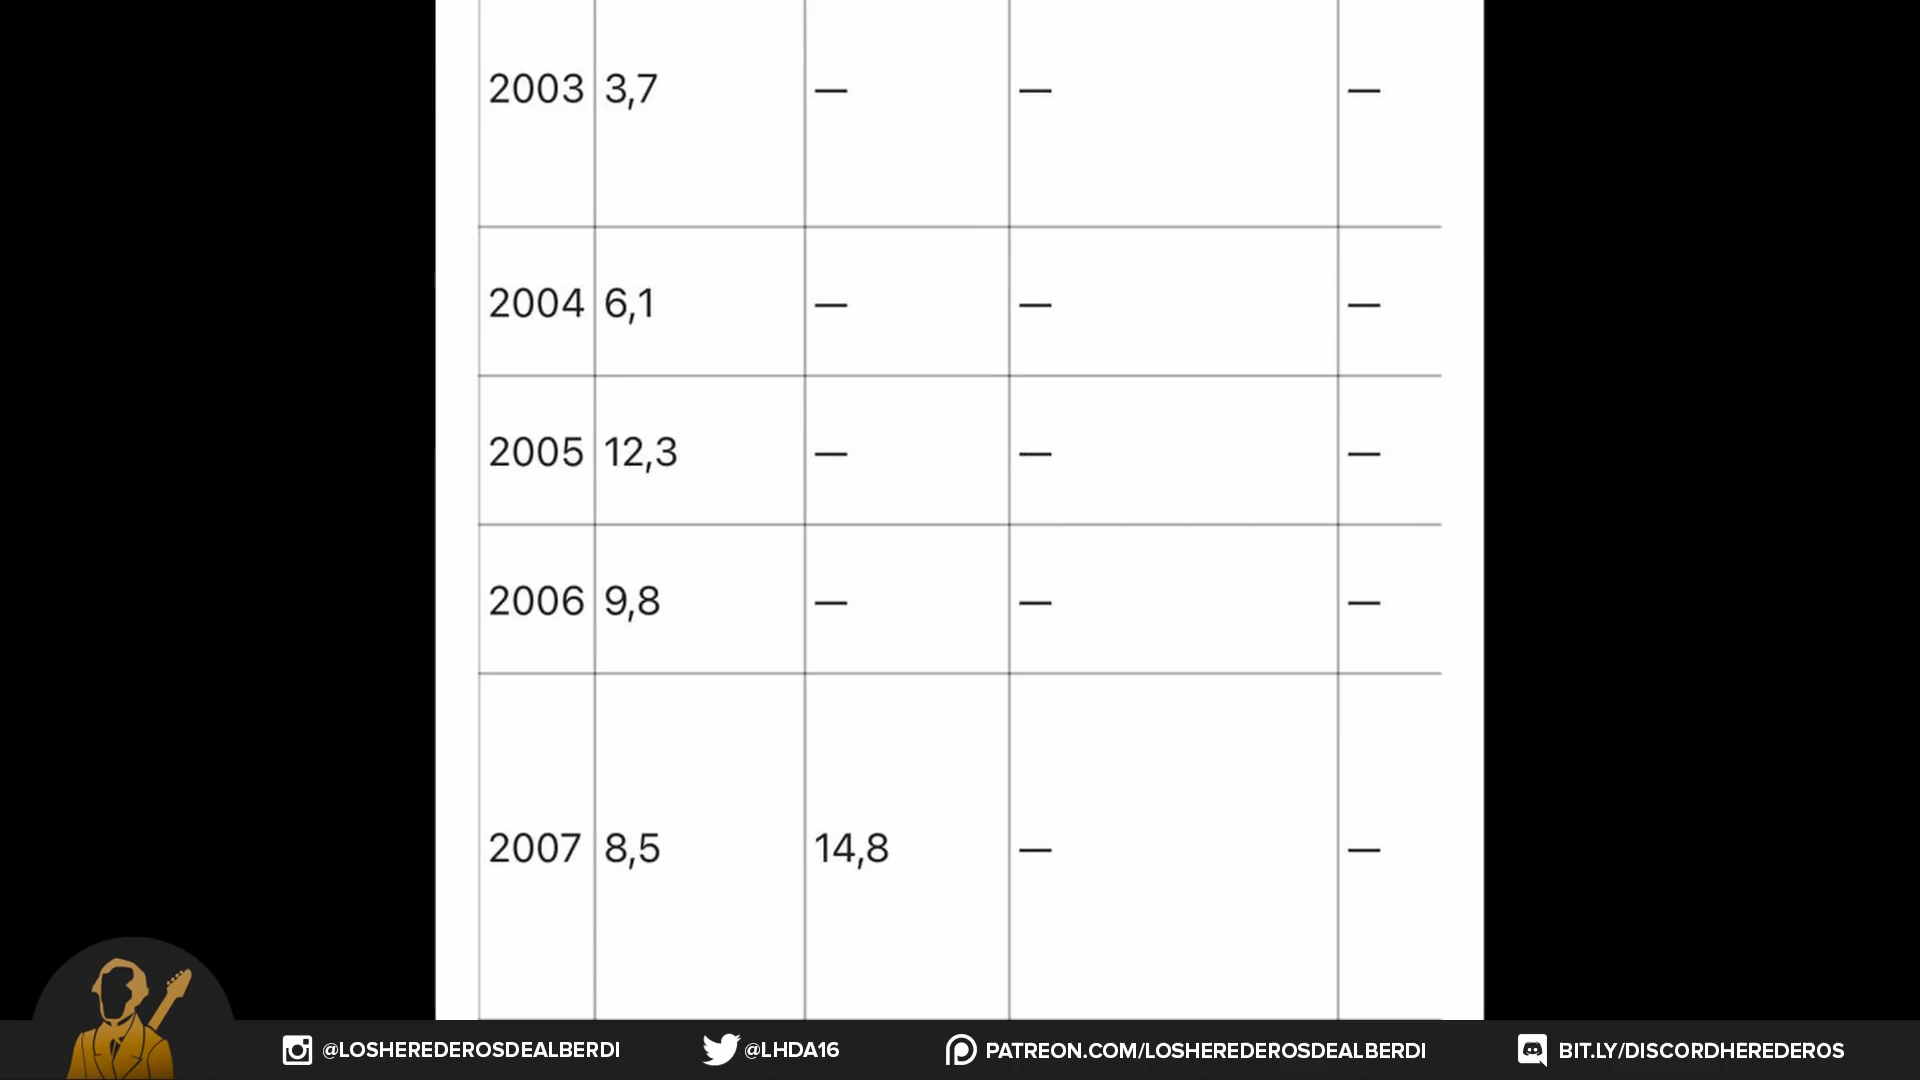 2003 3,7 — — —
2004 6,1 — — —
2005 12,3 — — —
2006 9,8 — — —
2007 8,5 14,8 — —
@LOSHEREDEROSDEALBERDI @LHDA16 PATREON.COM/LOSHEREDEROSDEALBERDI BIT.LY/DISCORDHEREDEROS